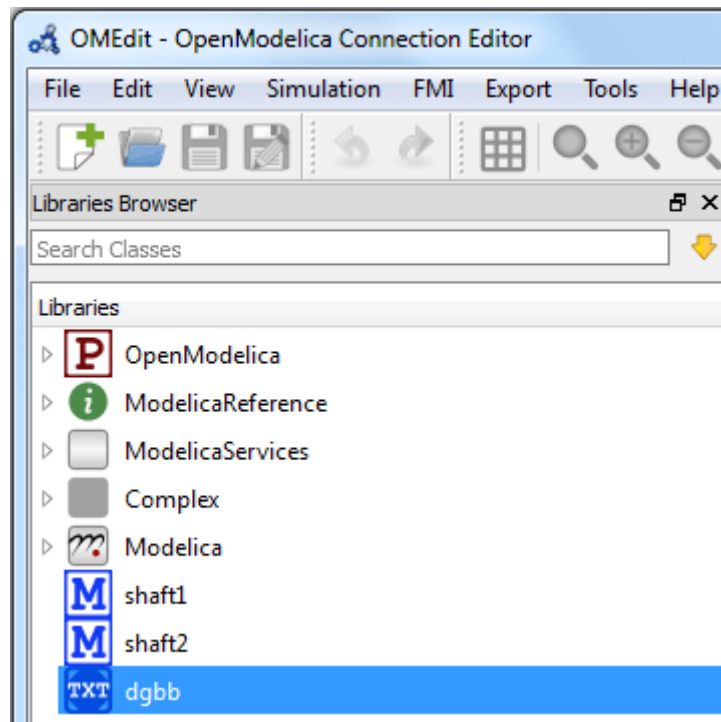 OMEdit - OpenModelica Connection Editor
File Edit View Simulation FMI Export Tools Help
Libraries Browser
Search Classes
Libraries
P OpenModelica
i ModelicaReference
ModelicaServices
Complex
m Modelica
M shaft1
M shaft2
TXT dgbb